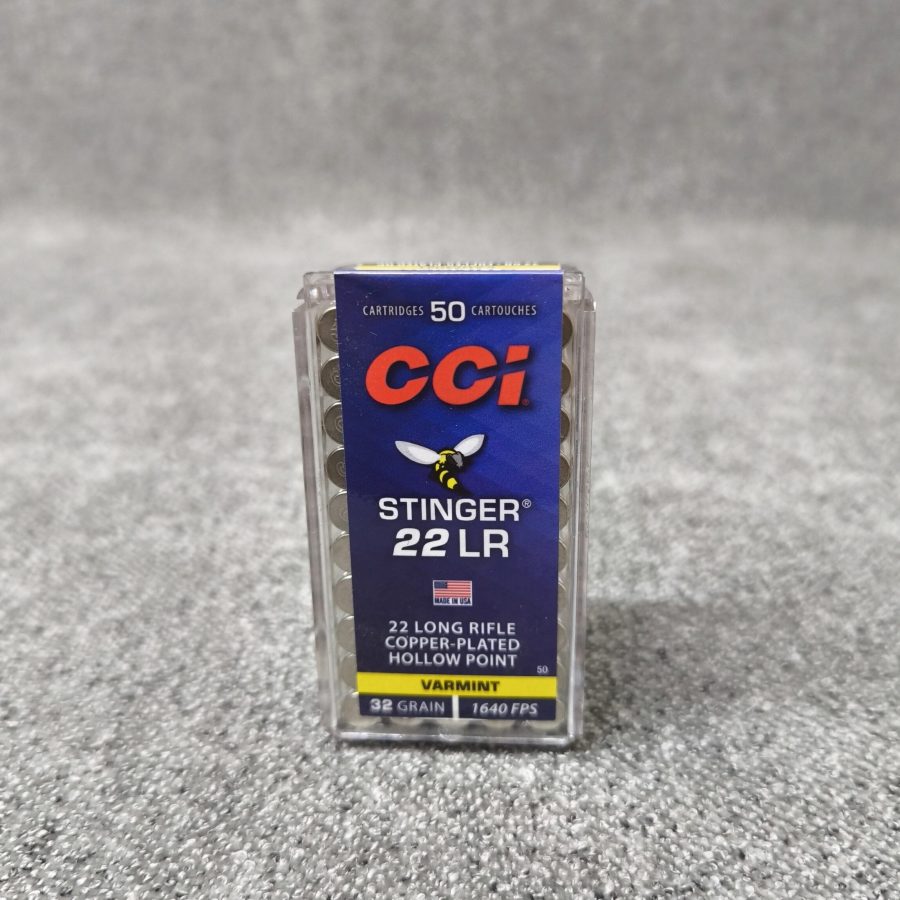 CARTRIDGES 50 CARTOUCHES
CCI®
STINGER®
22 LR
MADE IN USA
22 LONG RIFLE
COPPER-PLATED
HOLLOW POINT
50
VARMINT
32 GRAIN 1640 FPS